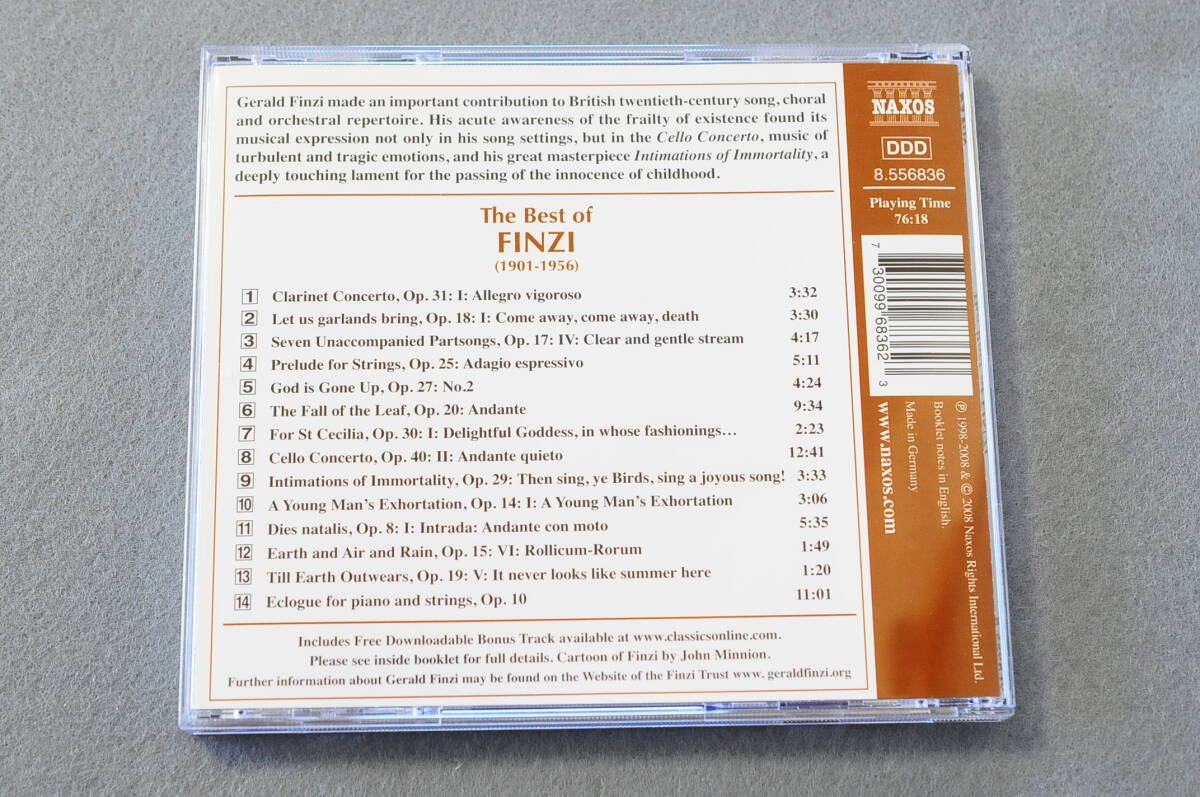 Gerald Finzi made an important contribution to British twentieth-century song, choral
and orchestral repertoire. His acute awareness of the frailty of existence found its
musical expression not only in his song settings, but in the Cello Concerto, music of
turbulent and tragic emotions, and his great masterpiece Intimations of Immortality, a
deeply touching lament for the passing of the innocence of childhood.
The Best of
FINZI
(1901-1956)
1 Clarinet Concerto, Op. 31: I: Allegro vigoroso 3:32
2 Let us garlands bring, Op. 18: I: Come away, come away, death 3:30
3 Seven Unaccompanied Partsongs, Op. 17: IV: Clear and gentle stream 4:17
4 Prelude for Strings, Op. 25: Adagio espressivo 5:11
5 God is Gone Up, Op. 27: No.2 4:24
6 The Fall of the Leaf, Op. 20: Andante 9:34
7 For St Cecilia, Op. 30: I: Delightful Goddess, in whose fashionings... 2:23
8 Cello Concerto, Op. 40: II: Andante quieto 12:41
9 Intimations of Immortality, Op. 29: Then sing, ye Birds, sing a joyous song! 3:33
10 A Young Man's Exhortation, Op. 14: I: A Young Man's Exhortation 3:06
11 Dies natalis, Op. 8: I: Intrada: Andante con moto 5:35
12 Earth and Air and Rain, Op. 15: VI: Rollicum-Rorum 1:49
13 Till Earth Outwears, Op. 19: V: It never looks like summer here 1:20
14 Eclogue for piano and strings, Op. 10 11:01
Includes Free Downloadable Bonus Track available at www.classicsonline.com.
Please see inside booklet for full details. Cartoon of Finzi by John Minnion.
Further information about Gerald Finzi may be found on the Website of the Finzi Trust www. geraldfinzi.org
NAXOS
DDD
8.556836
Playing Time
76:18
7 30099 68362 3
℗ 1998-2008 & © 2008 Naxos Rights International Ltd.
Booklet notes in English.
Made in Germany
www.naxos.com